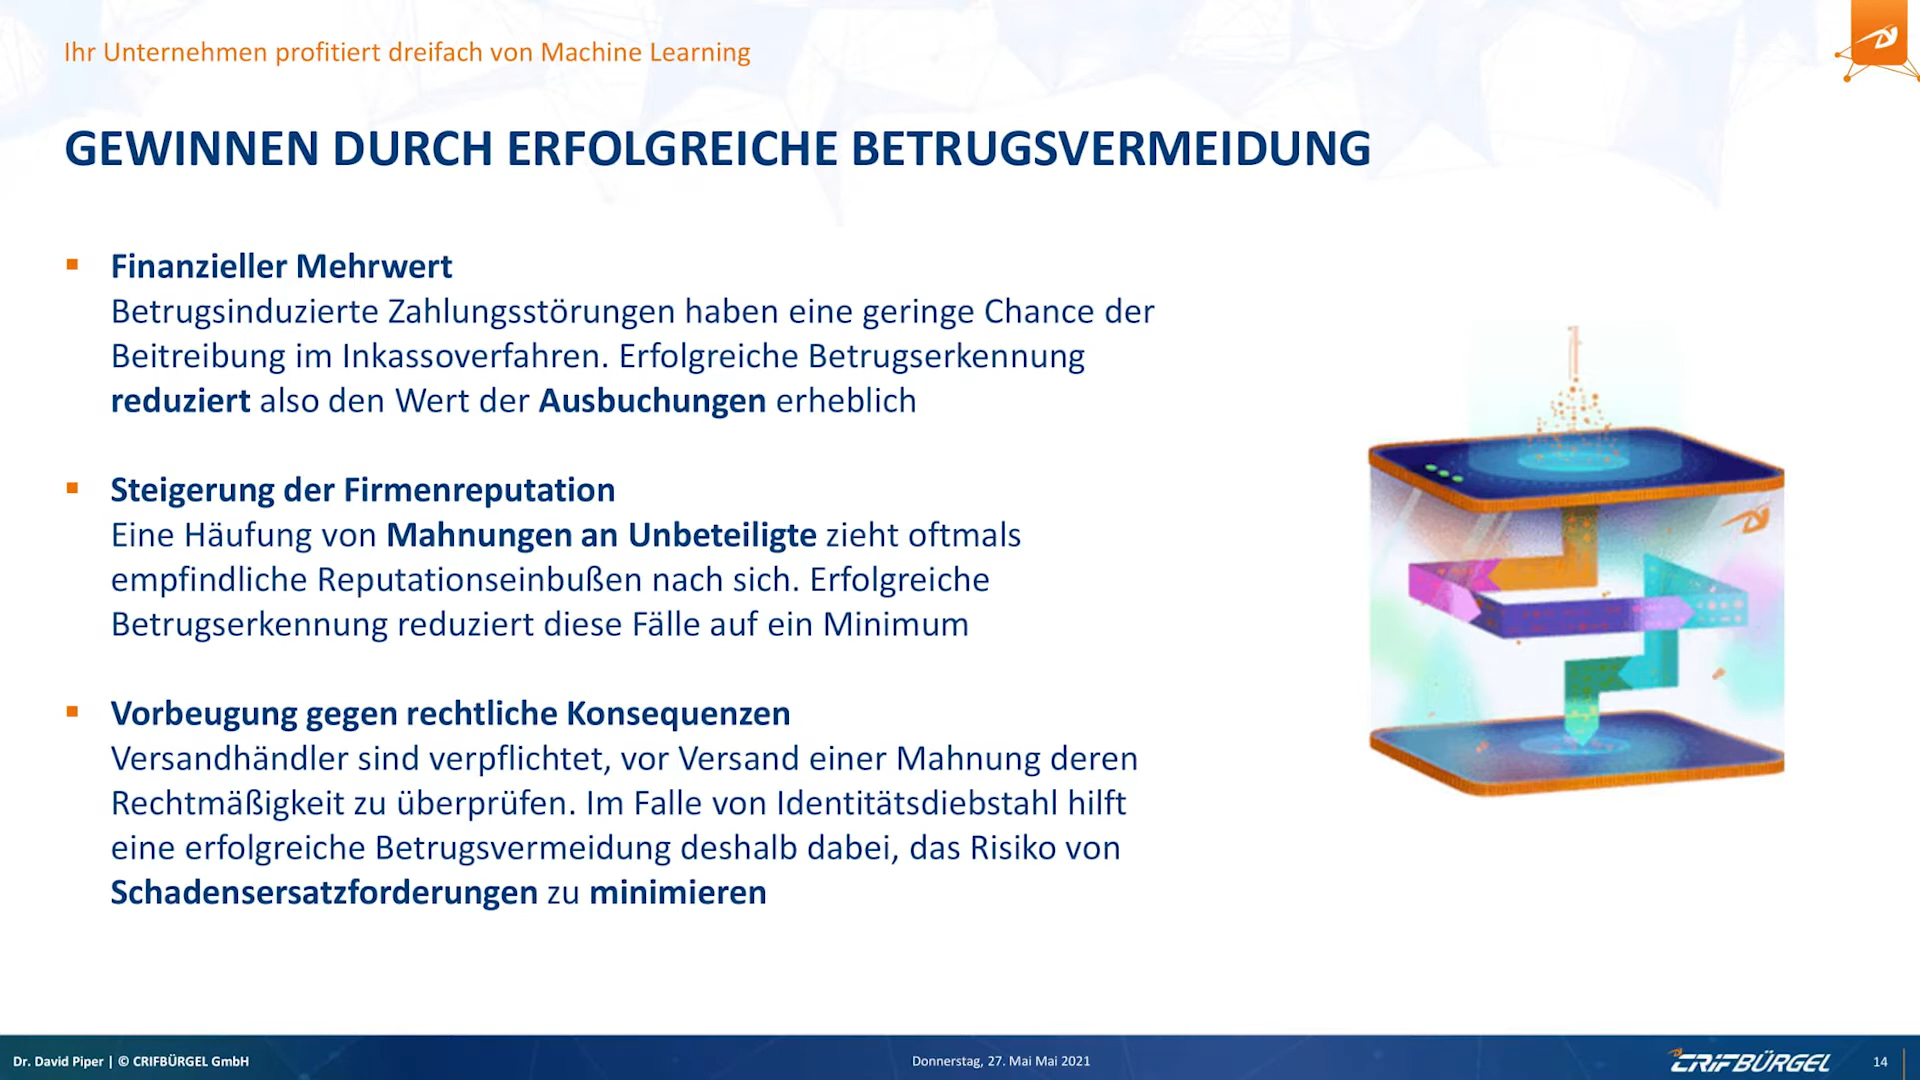 Ihr Unternehmen profitiert dreifach von Machine Learning
GEWINNEN DURCH ERFOLGREICHE BETRUGSVERMEIDUNG
▪ Finanzieller Mehrwert
Betrugsinduzierte Zahlungsstörungen haben eine geringe Chance der
Beitreibung im Inkassoverfahren. Erfolgreiche Betrugserkennung
reduziert also den Wert der Ausbuchungen erheblich
▪ Steigerung der Firmenreputation
Eine Häufung von Mahnungen an Unbeteiligte zieht oftmals
empfindliche Reputationseinbußen nach sich. Erfolgreiche
Betrugserkennung reduziert diese Fälle auf ein Minimum
▪ Vorbeugung gegen rechtliche Konsequenzen
Versandhändler sind verpflichtet, vor Versand einer Mahnung deren
Rechtmäßigkeit zu überprüfen. Im Falle von Identitätsdiebstahl hilft
eine erfolgreiche Betrugsvermeidung deshalb dabei, das Risiko von
Schadensersatzforderungen zu minimieren
Dr. David Piper | © CRIFBÜRGEL GmbH
Donnerstag, 27. Mai Mai 2021
CRIFBÜRGEL
14